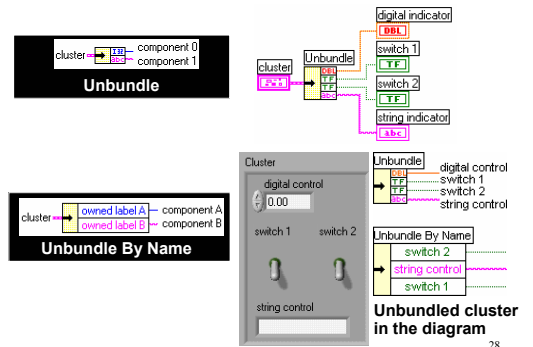 cluster
I32
abc
component 0
component 1
Unbundle
digital indicator
DBL
switch 1
TF
switch 2
TF
string indicator
abc
cluster
Unbundle
DBL
TF
TF
abc
cluster
owned label A
owned label B
component A
component B
Unbundle By Name
Cluster
digital control
0.00
switch 1 switch 2
string control
Unbundle
DBL
TF
TF
abc
digital control
switch 1
switch 2
string control
Unbundle By Name
switch 2
string control
switch 1
Unbundled cluster
in the diagram
28